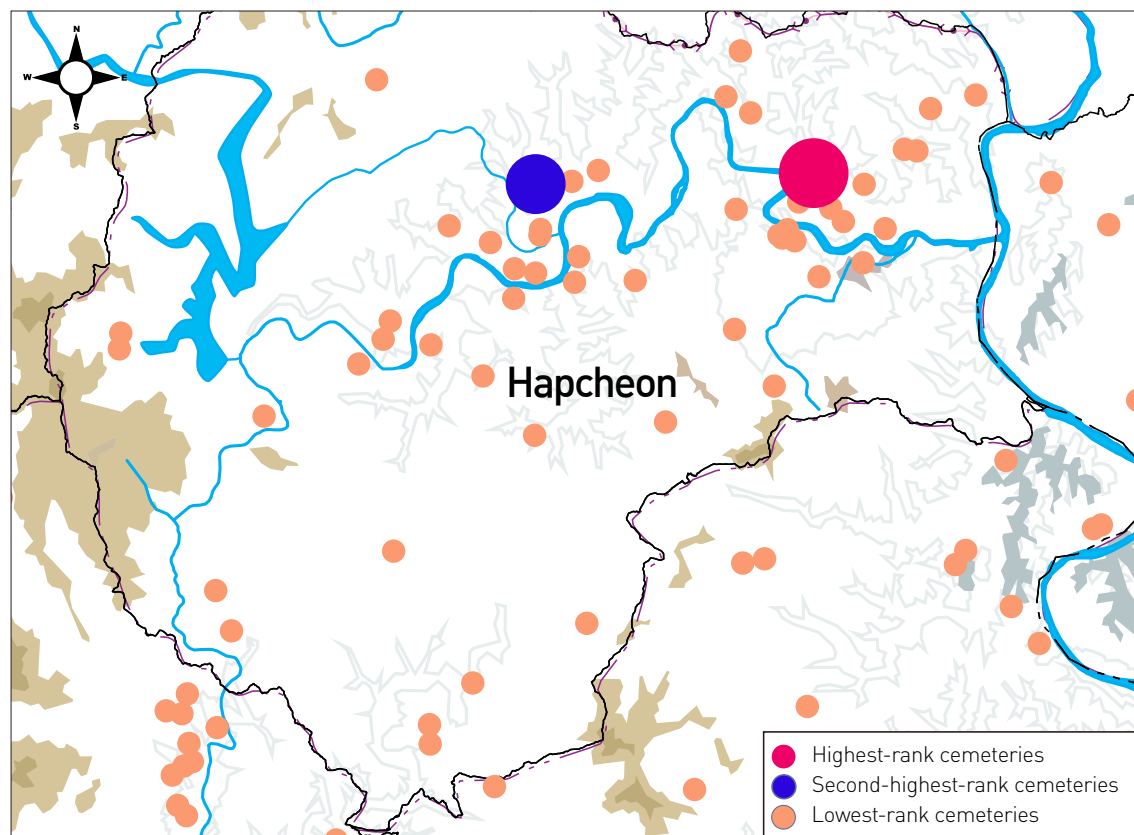 N
W E
S
Hapcheon
Highest-rank cemeteries
Second-highest-rank cemeteries
Lowest-rank cemeteries